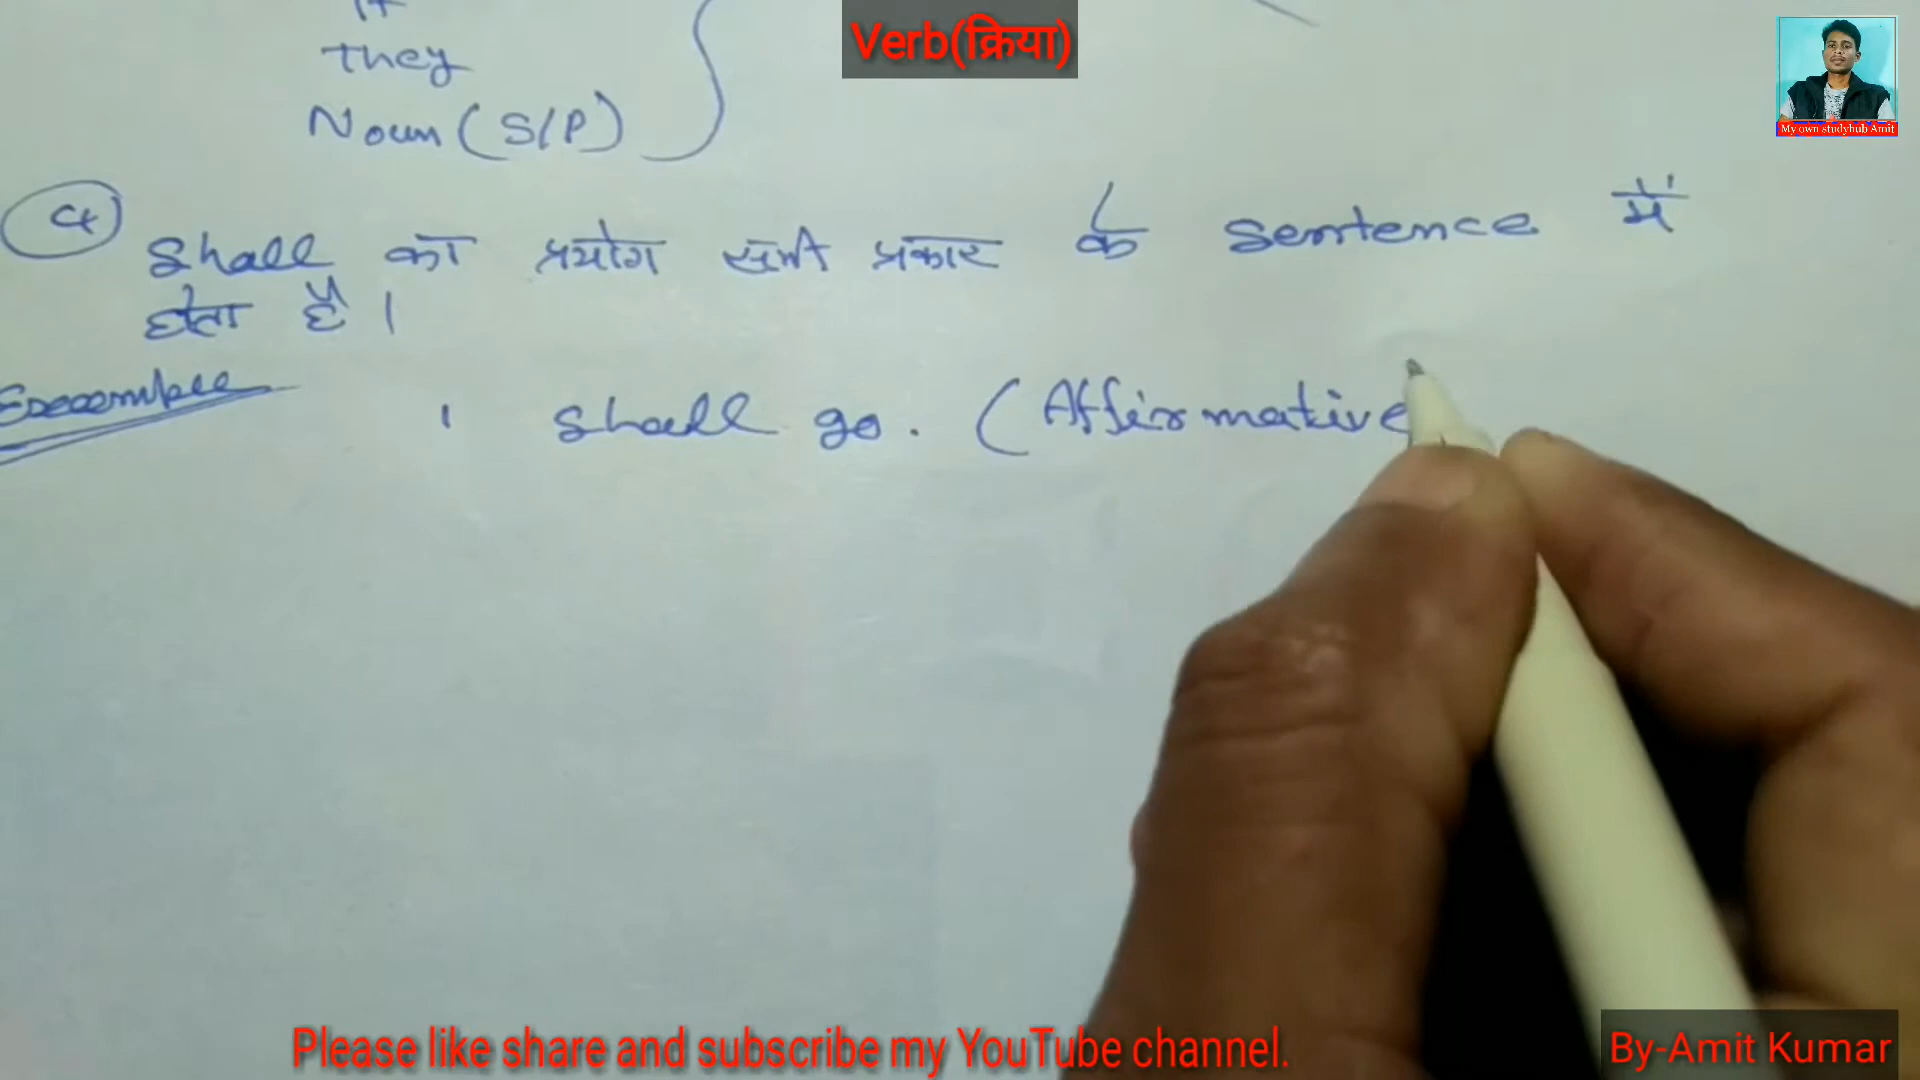 Verb(क्रिया)
They
Noun (S/P)
My own studyhub Amit
4 Shall का प्रयोग सभी प्रकार के sentence में
होता है।
Example
I shall go. (Affirmative
Please like share and subscribe my YouTube channel.
By-Amit Kumar